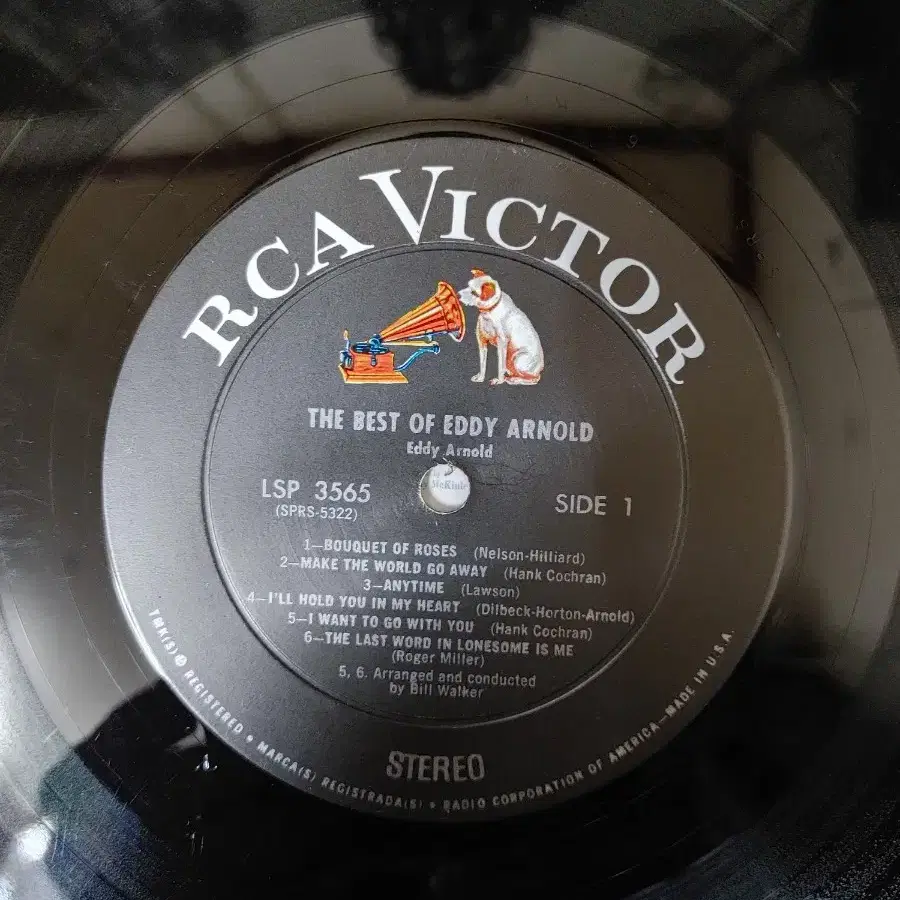 RCA VICTOR
THE BEST OF EDDY ARNOLD
Eddy Arnold
LSP 3565
(SPRS-5322)
SIDE 1
1—BOUQUET OF ROSES (Nelson-Hilliard)
2—MAKE THE WORLD GO AWAY (Hank Cochran)
3—ANYTIME (Lawson)
4—I'LL HOLD YOU IN MY HEART (Dilbeck-Horton-Arnold)
5—I WANT TO GO WITH YOU (Hank Cochran)
6—THE LAST WORD IN LONESOME IS ME
(Roger Miller)
5, 6. Arranged and conducted
by Bill Walker
STEREO
TMK(S) ® REGISTERED • MARCA(S) REGISTRADA(S) • RADIO CORPORATION OF AMERICA—MADE IN U.S.A.